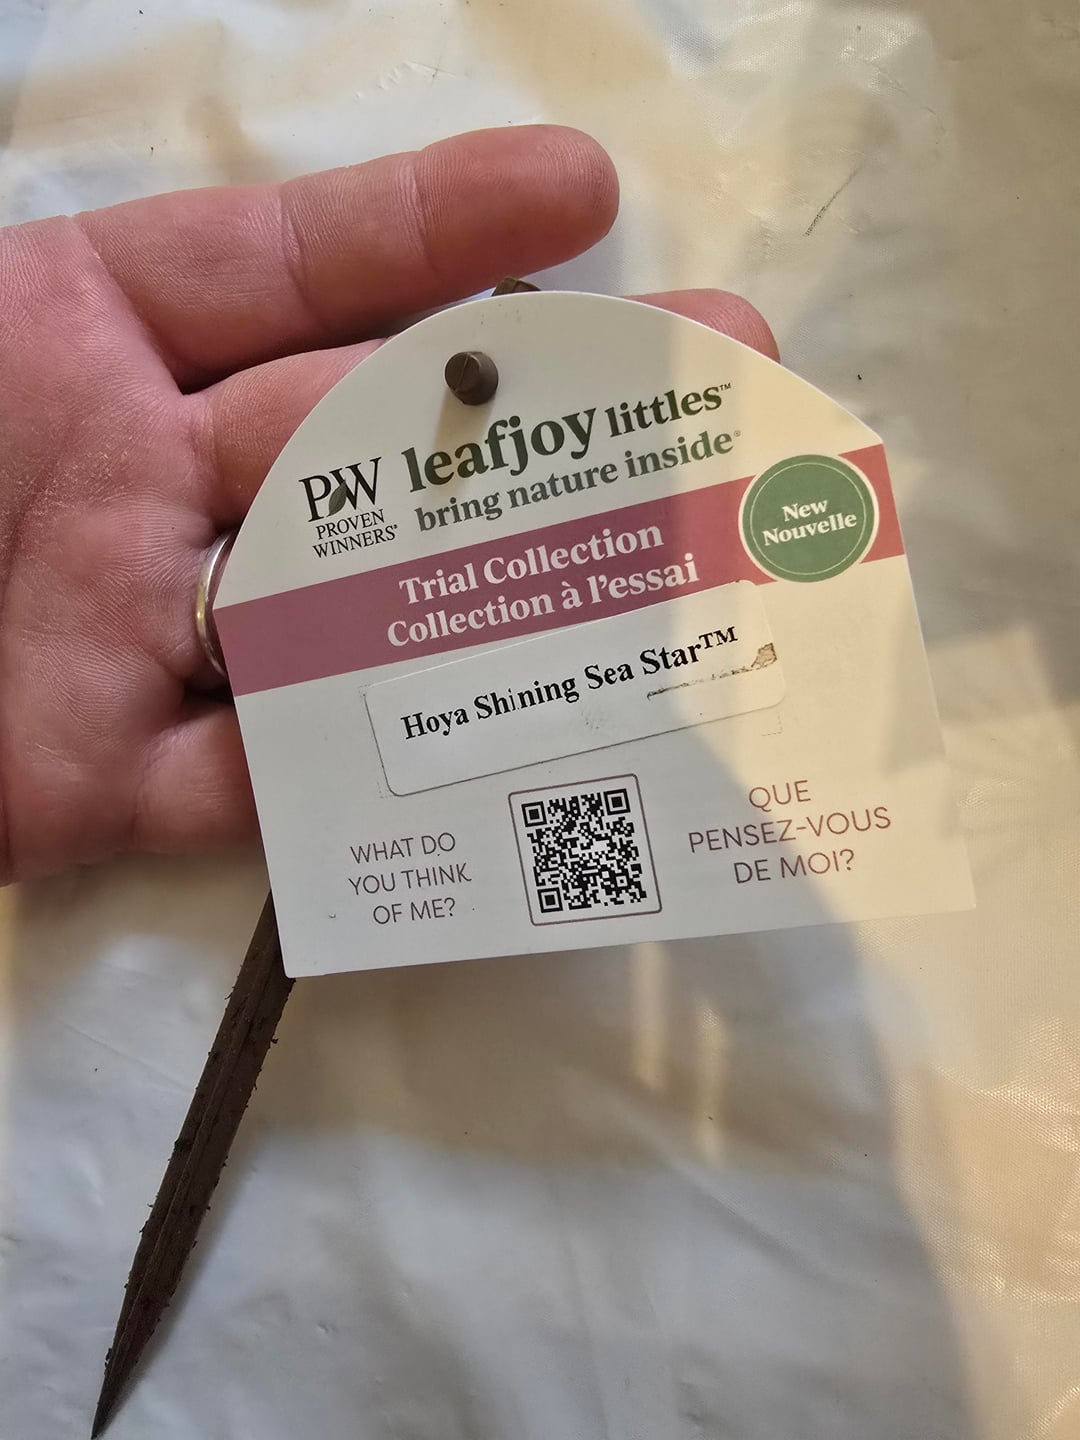 leafjoy littles™
bring nature inside®
PW
PROVEN
WINNERS®
New
Nouvelle
Trial Collection
Collection à l'essai
Hoya Shining Sea Star™
WHAT DO
YOU THINK
OF ME?
QUE
PENSEZ-VOUS
DE MOI?